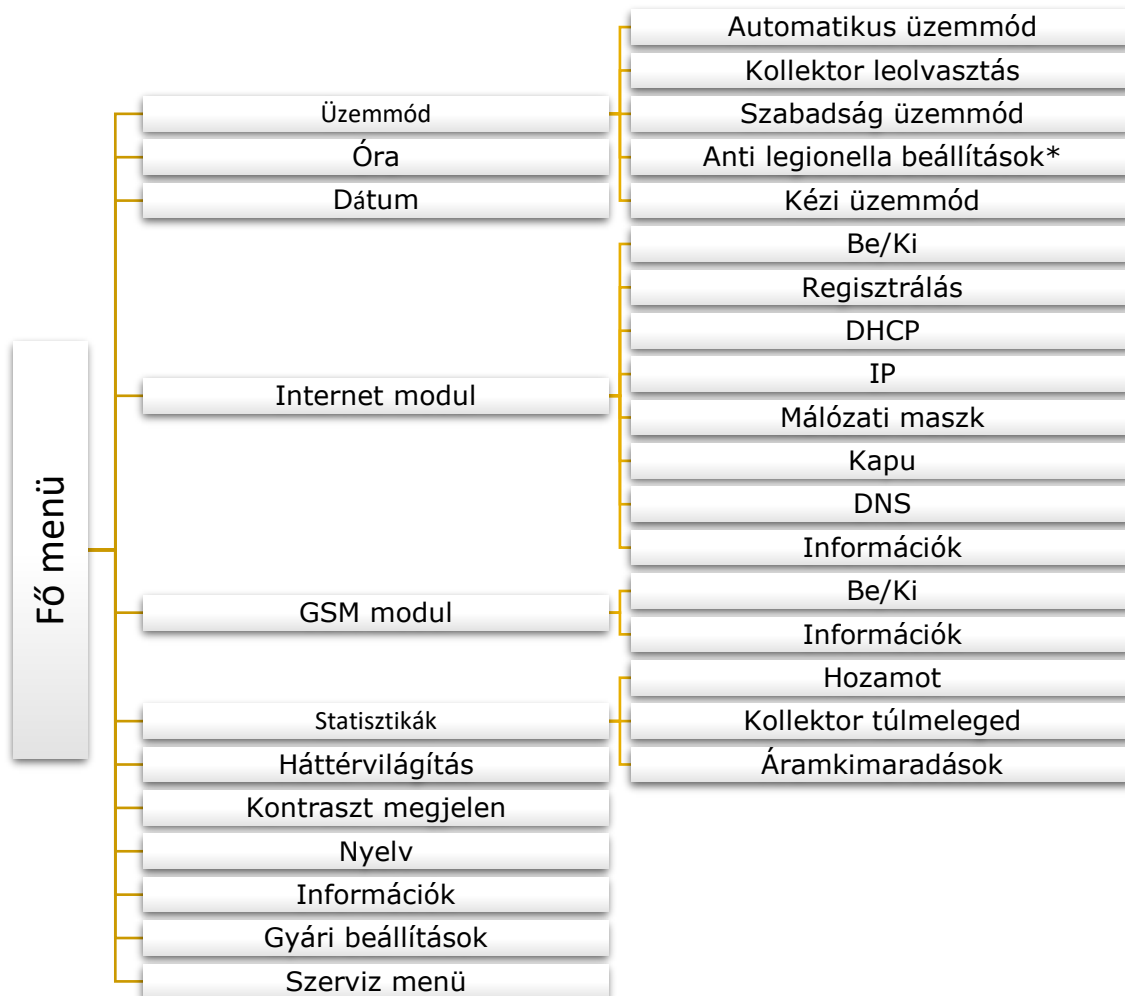 Fő menü
Üzemmód
Automatikus üzemmód
Kollektor leolvasztás
Szabadság üzemmód
Anti legionella beállítások*
Kézi üzemmód
Óra
Dátum
Internet modul
Be/Ki
Regisztrálás
DHCP
IP
Málózati maszk
Kapu
DNS
Információk
GSM modul
Be/Ki
Információk
Statisztikák
Hozamot
Kollektor túlmeleged
Áramkimaradások
Háttérvilágítás
Kontraszt megjelen
Nyelv
Információk
Gyári beállítások
Szerviz menü